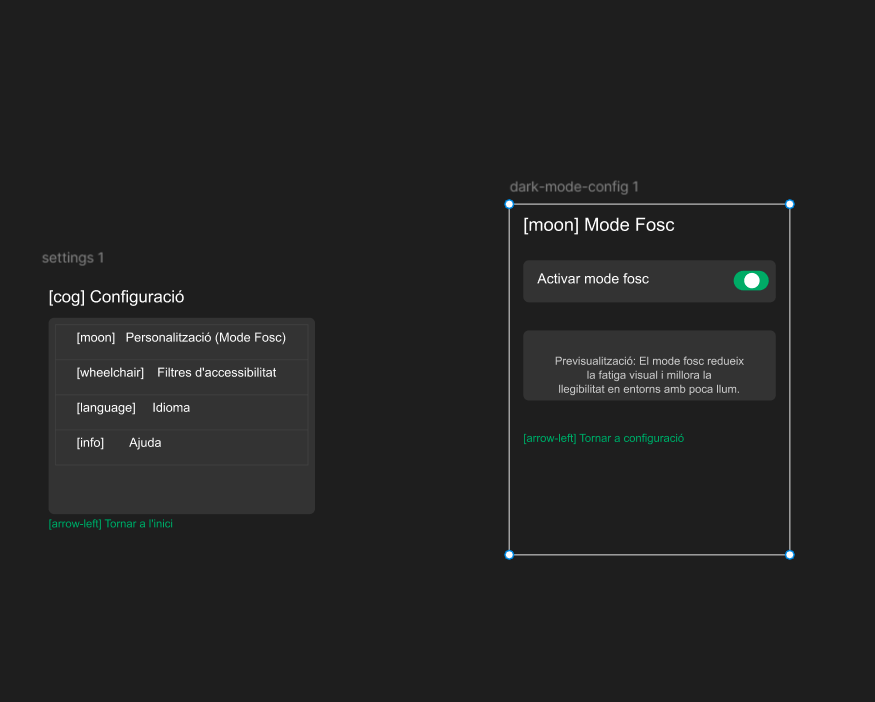 settings 1
[cog] Configuració
[moon] Personalització (Mode Fosc)
[wheelchair] Filtres d'accessibilitat
[language] Idioma
[info] Ajuda
[arrow-left] Tornar a l'inici
dark-mode-config 1
[moon] Mode Fosc
Activar mode fosc
Previsualització: El mode fosc redueix
la fatiga visual i millora la
llegibilitat en entorns amb poca llum.
[arrow-left] Tornar a configuració